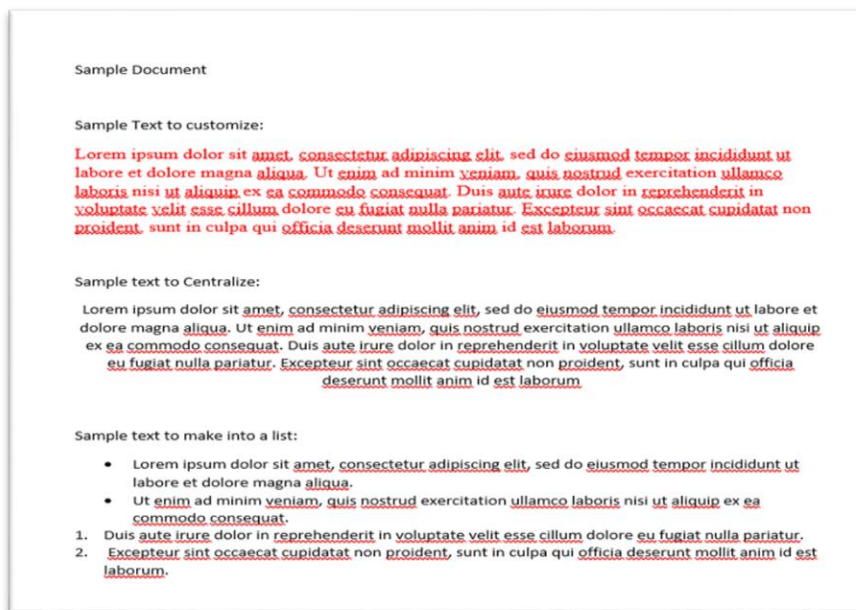 Sample Document
Sample Text to customize:
Lorem ipsum dolor sit amet, consectetur adipiscing elit, sed do eiusmod tempor incididunt ut
labore et dolore magna aliqua. Ut enim ad minim veniam, quis nostrud exercitation ullamco
laboris nisi ut aliquip ex ea commodo consequat. Duis aute irure dolor in reprehenderit in
voluptate velit esse cillum dolore eu fugiat nulla pariatur. Excepteur sint occaecat cupidatat non
proident, sunt in culpa qui officia deserunt mollit anim id est laborum.
Sample text to Centralize:
Lorem ipsum dolor sit amet, consectetur adipiscing elit, sed do eiusmod tempor incididunt ut labore et
dolore magna aliqua. Ut enim ad minim veniam, quis nostrud exercitation ullamco laboris nisi ut aliquip
ex ea commodo consequat. Duis aute irure dolor in reprehenderit in voluptate velit esse cillum dolore
eu fugiat nulla pariatur. Excepteur sint occaecat cupidatat non proident, sunt in culpa qui officia
deserunt mollit anim id est laborum
Sample text to make into a list:
• Lorem ipsum dolor sit amet, consectetur adipiscing elit, sed do eiusmod tempor incididunt ut
labore et dolore magna aliqua.
• Ut enim ad minim veniam, quis nostrud exercitation ullamco laboris nisi ut aliquip ex ea
commodo consequat.
1. Duis aute irure dolor in reprehenderit in voluptate velit esse cillum dolore eu fugiat nulla pariatur.
2. Excepteur sint occaecat cupidatat non proident, sunt in culpa qui officia deserunt mollit anim id est
laborum.